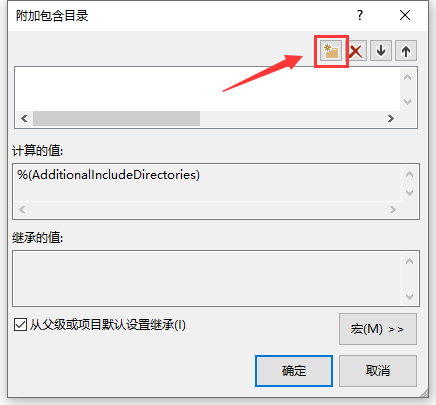 附加包含目录
计算的值:
%(AdditionalIncludeDirectories)
继承的值:
从父级或项目默认设置继承(I)
宏(M) >>
确定
取消